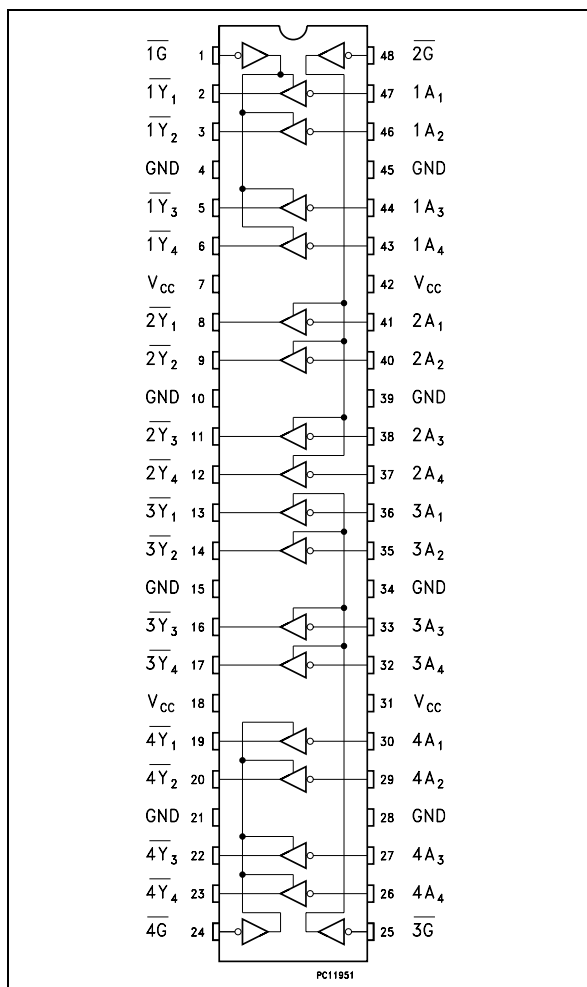 1G 1 48 2G
1Y1 2 47 1A1
1Y2 3 46 1A2
GND 4 45 GND
1Y3 5 44 1A3
1Y4 6 43 1A4
VCC 7 42 VCC
2Y1 8 41 2A1
2Y2 9 40 2A2
GND 10 39 GND
2Y3 11 38 2A3
2Y4 12 37 2A4
3Y1 13 36 3A1
3Y2 14 35 3A2
GND 15 34 GND
3Y3 16 33 3A3
3Y4 17 32 3A4
VCC 18 31 VCC
4Y1 19 30 4A1
4Y2 20 29 4A2
GND 21 28 GND
4Y3 22 27 4A3
4Y4 23 26 4A4
4G 24 25 3G
PC11951